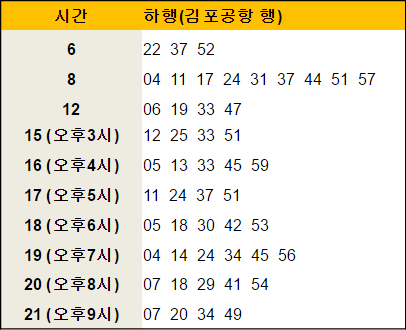 시간 하행(김포공항 행)
6 22 37 52
8 04 11 17 24 31 37 44 51 57
12 06 19 33 47
15 (오후3시) 12 25 33 51
16 (오후4시) 05 13 33 45 59
17 (오후5시) 11 24 37 51
18 (오후6시) 05 18 30 42 53
19 (오후7시) 04 14 24 34 45 56
20 (오후8시) 07 18 29 41 54
21 (오후9시) 07 20 34 49